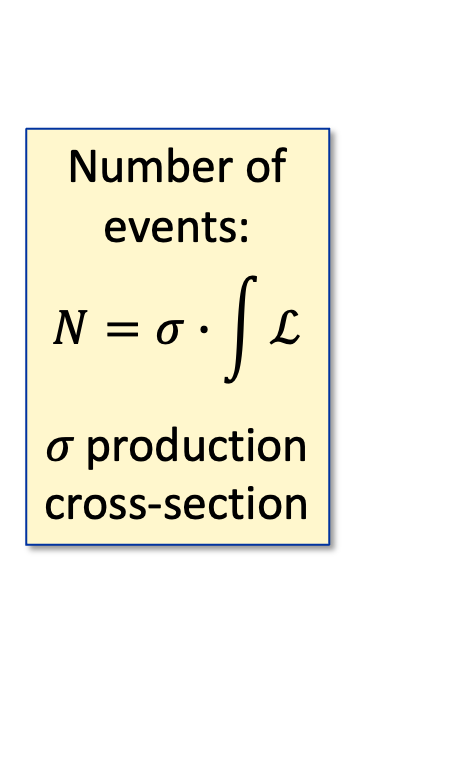 Number of
events:
𝑁 = 𝜎 · ∫ ℒ
𝜎 production
cross-section